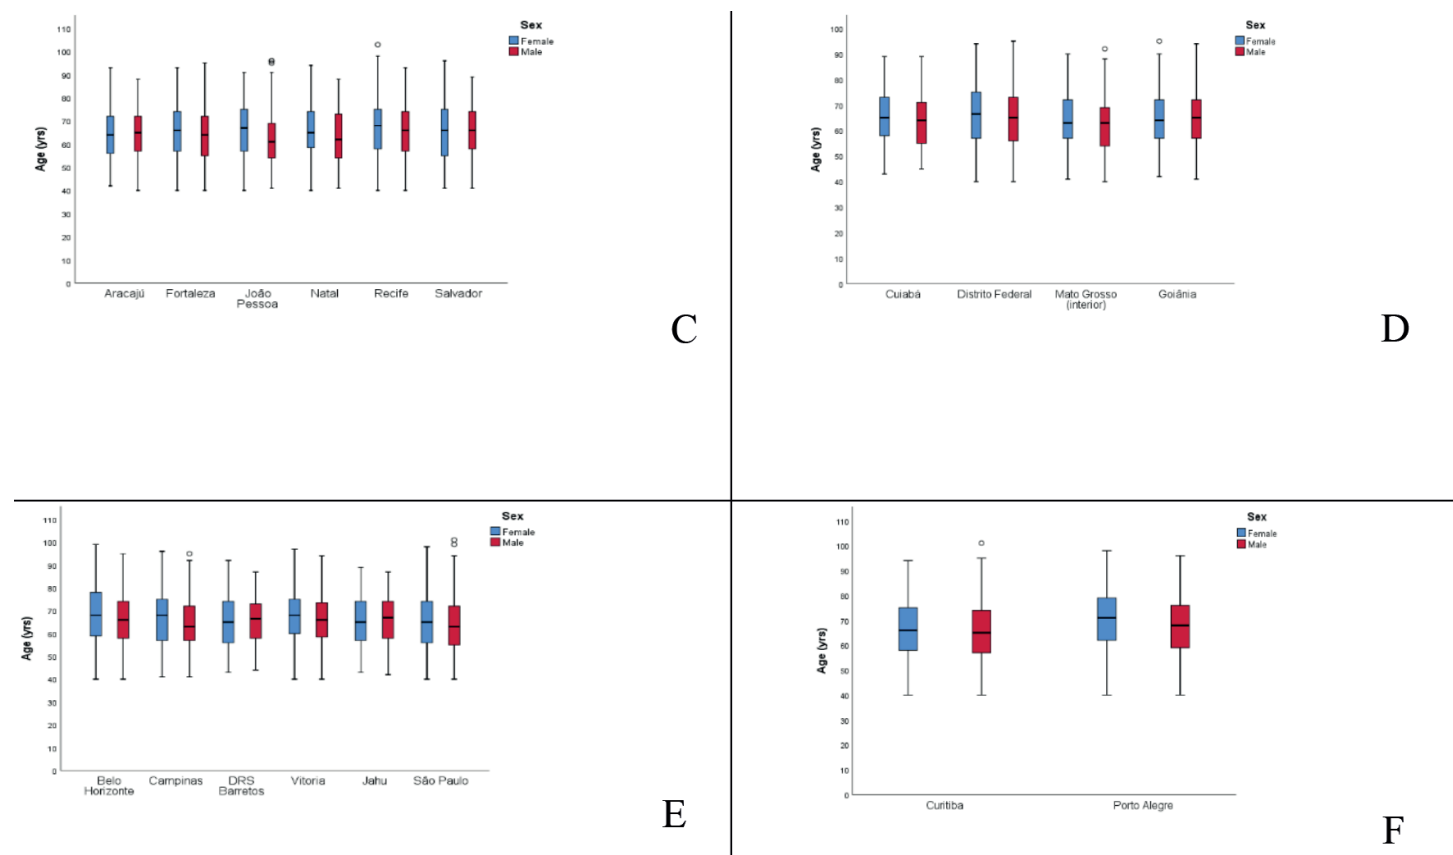 Sex
Female
Male
Age (yrs)
110
100
90
80
70
60
50
40
30
20
10
0
Aracajú Fortaleza João Pessoa Natal Recife Salvador
C
Sex
Female
Male
Age (yrs)
100
90
80
70
60
50
40
30
20
10
0
Cuiabá Distrito Federal Mato Grosso (interior) Goiânia
D
Sex
Female
Male
Age (yrs)
110
100
90
80
70
60
50
40
30
20
10
0
Belo Horizonte Campinas DRS Barretos Vitoria Jahu São Paulo
E
Sex
Female
Male
Age (yrs)
110
100
90
80
70
60
50
40
30
20
10
0
Curitiba Porto Alegre
F